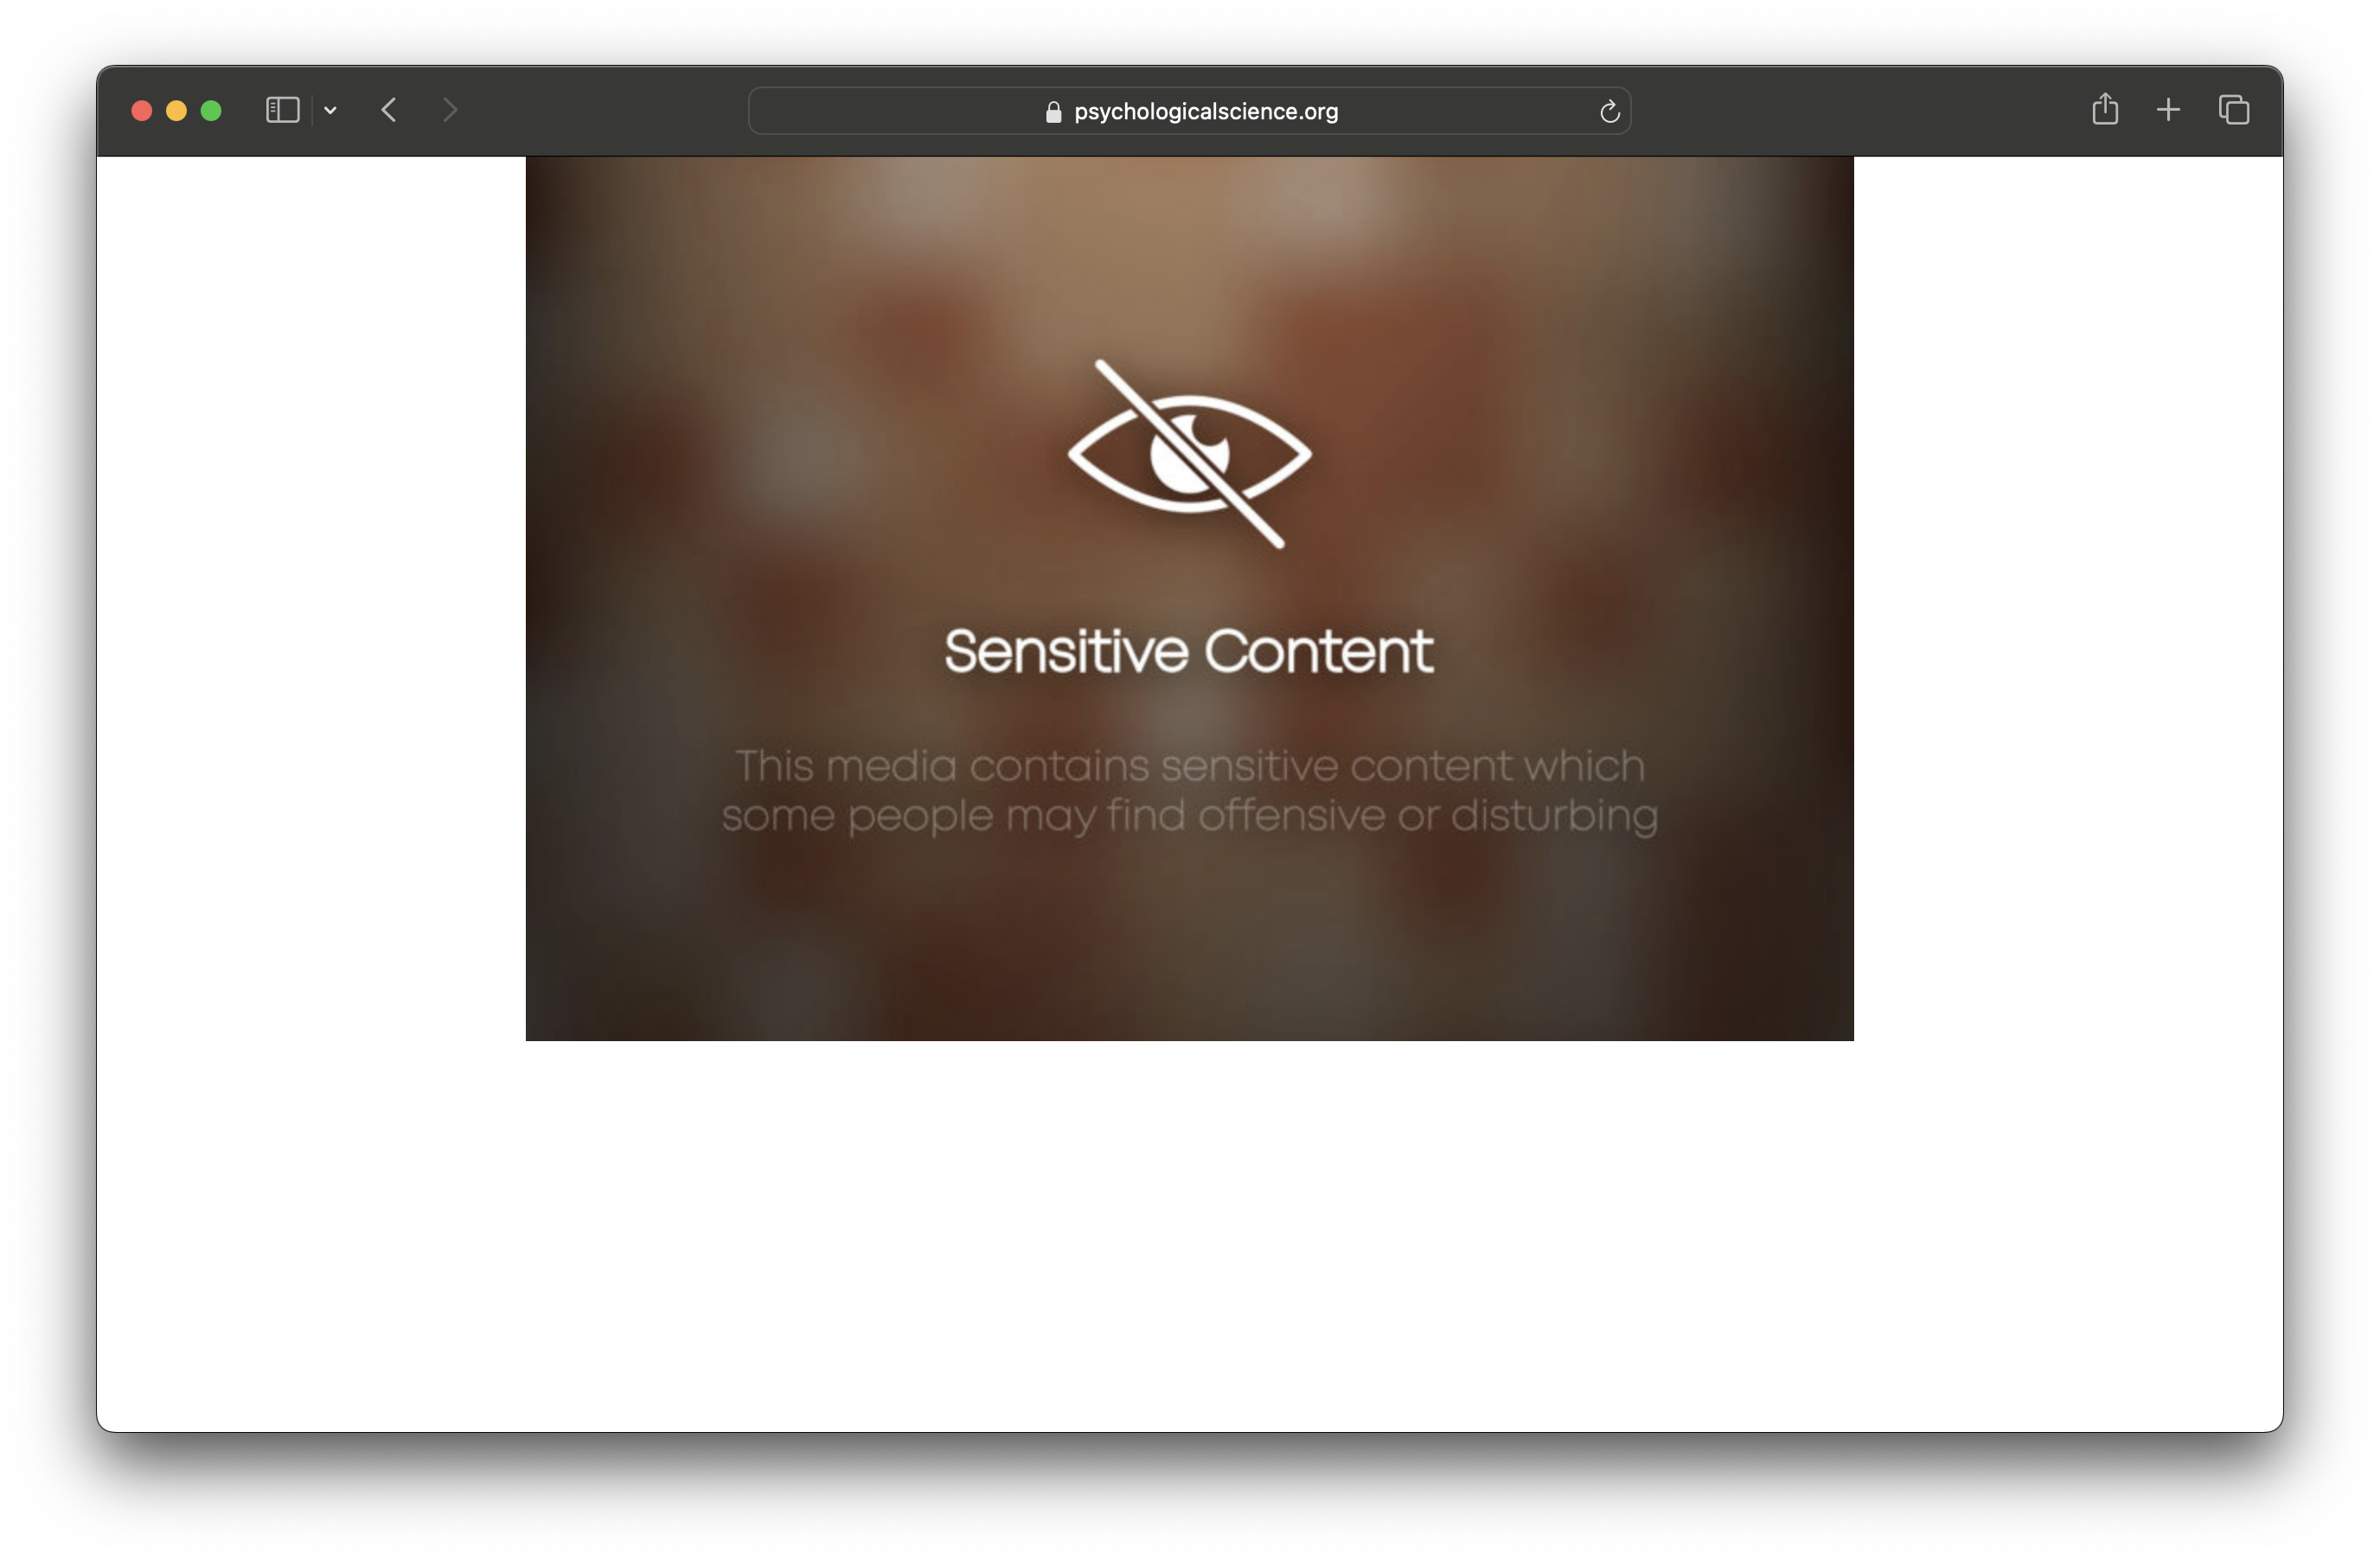 psychologicalscience.org
Sensitive Content
This media contains sensitive content which
some people may find offensive or disturbing